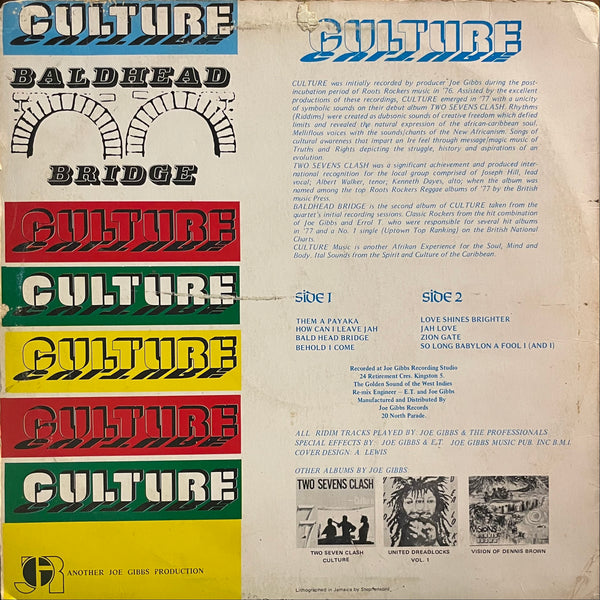 CULTURE
BALDHEAD
BRIDGE
CULTURE
CULTURE
CULTURE
CULTURE
CULTURE
JGR
ANOTHER JOE GIBBS PRODUCTION
CULTURE
CULTURE was initially recorded by producer Joe Gibbs during the post-
incubation period of Roots Rockers music in '76. Assisted by the excellent
productions of these recordings, CULTURE emerged in '77 with a unicity
of symbolic sounds on their debut album TWO SEVENS CLASH. Rhythms
(Riddims) were created as dubsonic sounds of creative freedom which defied
limits and revealed the natural expression of the african-caribbean soul.
Mellifious voices with the sounds/chants of the New Africanism. Songs of
cultural awareness that impart an Ire feel through message/magic music of
Truths and Rights depicting the struggle, history and aspirations of an
evolution.
TWO SEVENS CLASH was a significant achievement and produced inter-
national recognition for the local group comprised of Joseph Hill, lead
vocal; Albert Walker, tenor; Kenneth Dayes, alto; when the album was
named among the top Roots Rockers Reggae albums of '77 by the British
music Press.
BALDHEAD BRIDGE is the second album of CULTURE taken from the
quartet's initial recording sessions. Classic Rockers from the hit combination
of Joe Gibbs and Errol T. who were responsible for several hit albums
in '77 and a No. 1 single (Uptown Top Ranking) on the British National
Charts.
CULTURE Music is another Afrikan Experience for the Soul, Mind and
Body. Ital Sounds from the Spirit and Culture of the Caribbean.
SIDE 1
THEM A PAYAKA
HOW CAN I LEAVE JAH
BALD HEAD BRIDGE
BEHOLD I COME
SIDE 2
LOVE SHINES BRIGHTER
JAH LOVE
ZION GATE
SO LONG BABYLON A FOOL I (AND I)
Recorded at Joe Gibbs Recording Studio
24 Retirement Cres. Kingston 5.
The Golden Sound of the West Indies
Re-mix Engineer – E.T. and Joe Gibbs
Manufactured and Distributed By
Joe Gibbs Records
20 North Parade.
ALL RIDIM TRACKS PLAYED BY: JOE GIBBS & THE PROFESSIONALS
SPECIAL EFFECTS BY: JOE GIBBS & E.T. JOE GIBBS MUSIC PUB. INC B.M.I.
COVER DESIGN: A LEWIS
OTHER ALBUMS BY JOE GIBBS:
TWO SEVENS CLASH
Culture
TWO SEVEN CLASH
CULTURE
UNITED DREADLOCKS
VOL. 1
VISION OF DENNIS BROWN
Lithographed in Jamaica by Stephensons